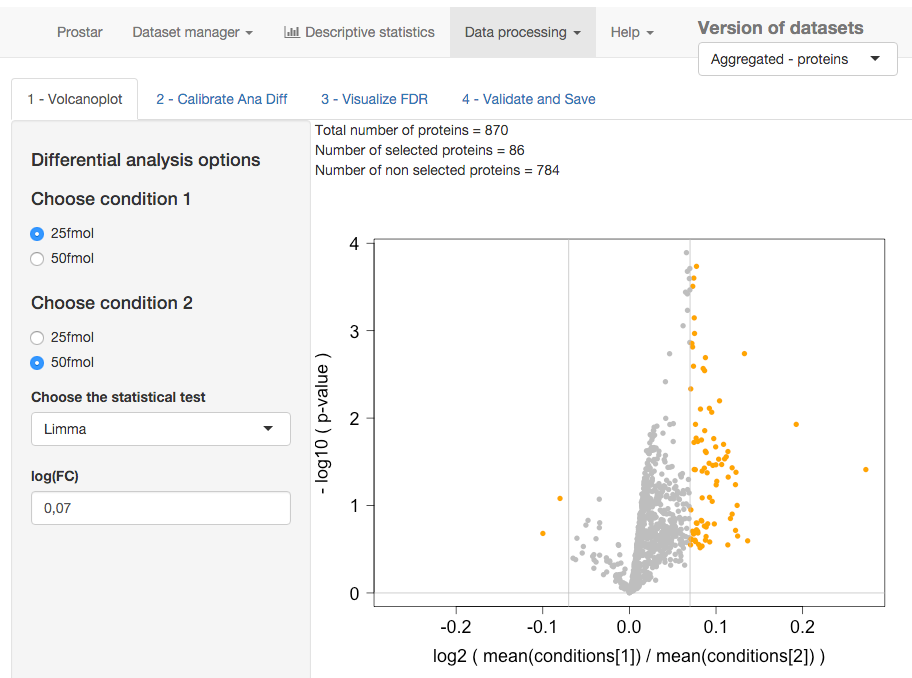 Prostar Dataset manager Descriptive statistics Data processing Help Version of datasets
Aggregated - proteins
1 - Volcanoplot 2 - Calibrate Ana Diff 3 - Visualize FDR 4 - Validate and Save
Total number of proteins = 870
Number of selected proteins = 86
Number of non selected proteins = 784
Differential analysis options
Choose condition 1
25fmol
50fmol
Choose condition 2
25fmol
50fmol
Choose the statistical test
Limma
log(FC)
0,07
- log10 ( p-value )
4
3
2
1
0
-0.2 -0.1 0.0 0.1 0.2
log2 ( mean(conditions[1]) / mean(conditions[2]) )